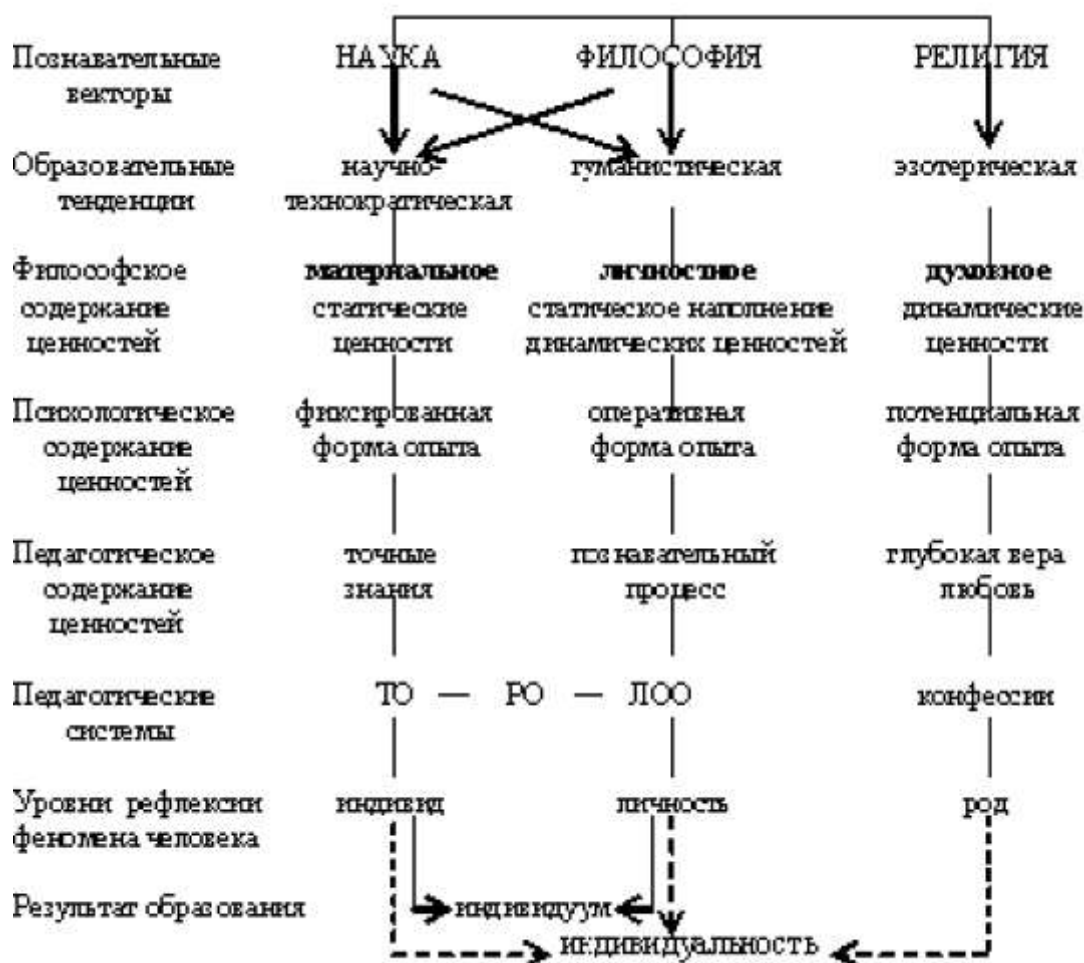 Познавательные НАУКА ФИЛОСОФИЯ РЕЛИГИЯ
векторы
Образовательные научно- гуманистическая эзотерическая
тенденции технократическая
Философское материальное личностное духовное
содержание статические статическое наполнение динамические
ценностей ценности динамических ценностей ценности
Психологическое фиксированная оперативная потенциальная
содержание форма опыта форма опыта форма опыта
ценностей
Педагогическое точные познавательный глубокая вера
содержание знания процесс любовь
ценностей
Педагогические ТО — РО — ЛОО конфессии
системы
Уровни рефлексии индивид личность род
феномена человека
Результат образования индивидуум
индивидуальность